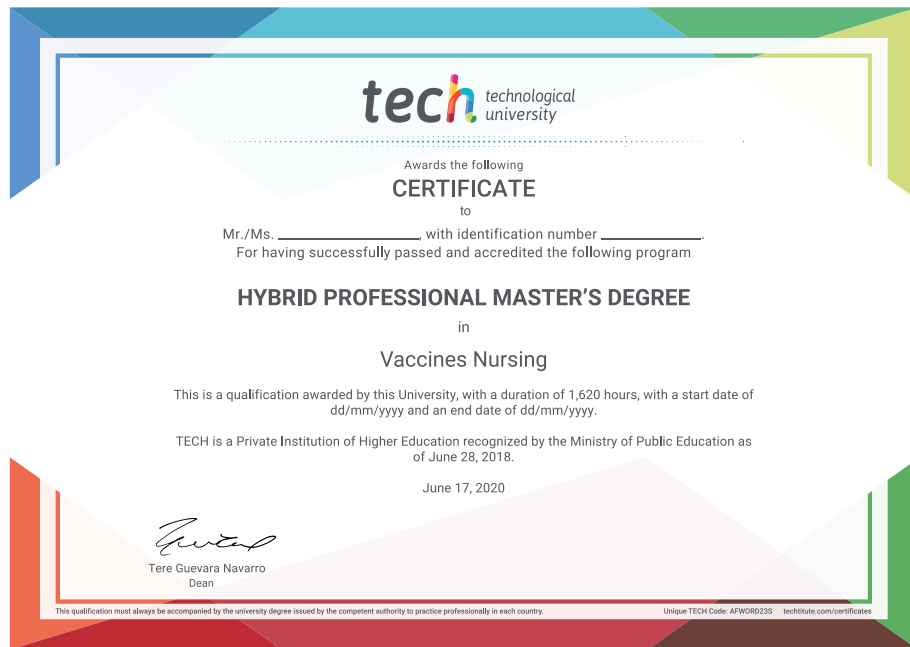 tech technological
university
Awards the following
CERTIFICATE
to
Mr./Ms. ____________________, with identification number ______________.
For having successfully passed and accredited the following program
HYBRID PROFESSIONAL MASTER’S DEGREE
in
Vaccines Nursing
This is a qualification awarded by this University, with a duration of 1,620 hours, with a start date of
dd/mm/yyyy and an end date of dd/mm/yyyy.
TECH is a Private Institution of Higher Education recognized by the Ministry of Public Education as
of June 28, 2018.
June 17, 2020
Tere Guevara Navarro
Dean
This qualification must always be accompanied by the university degree issued by the competent authority to practice professionally in each country. Unique TECH Code: AFWORD23S techtitute.com/certificates